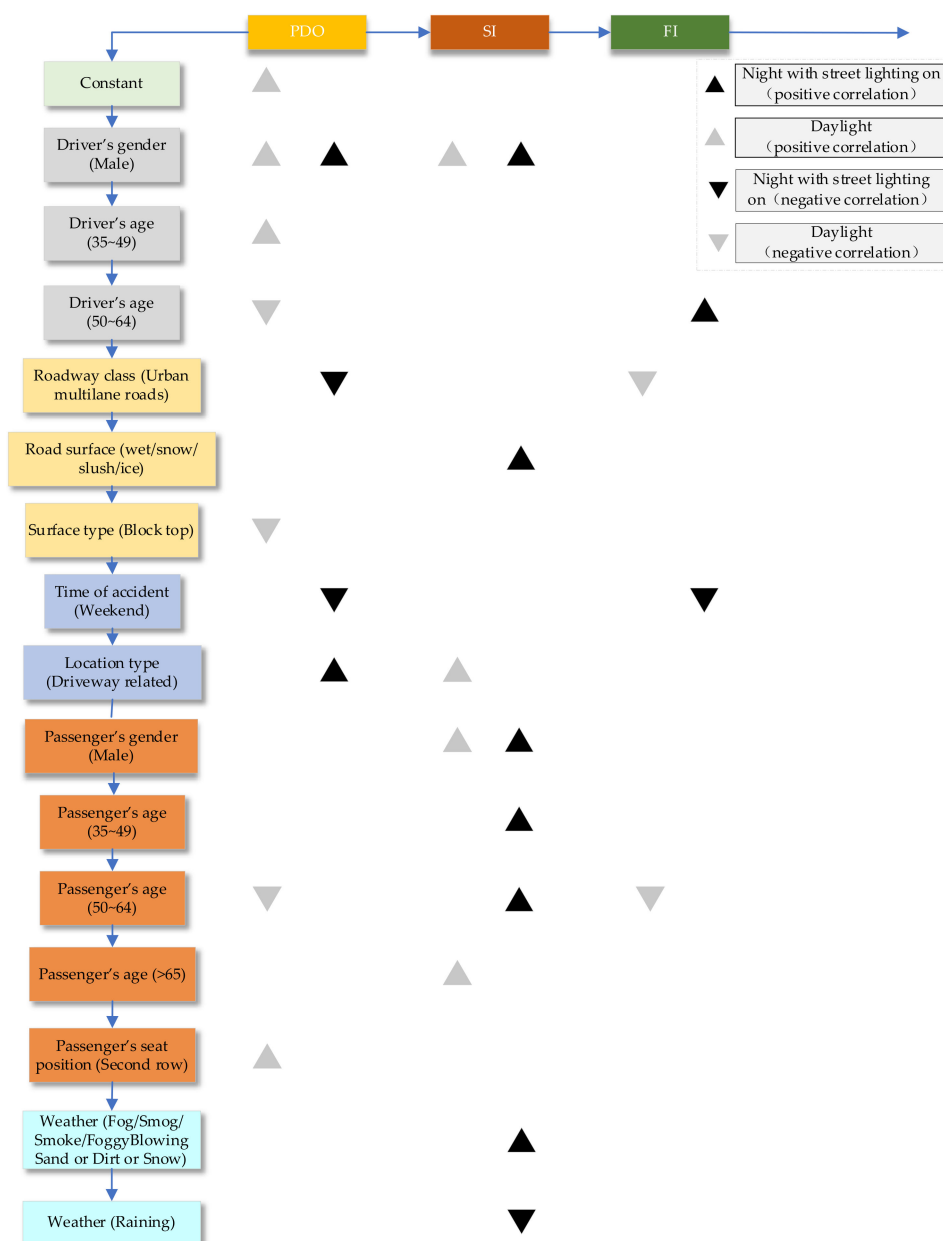 PDO
SI
FI
Constant
Driver's gender
(Male)
Driver's age
(35~49)
Driver's age
(50~64)
Roadway class (Urban
multilane roads)
Road surface (wet/snow/
slush/ice)
Surface type (Block top)
Time of accident
(Weekend)
Location type
(Driveway related)
Passenger's gender
(Male)
Passenger's age
(35~49)
Passenger's age
(50~64)
Passenger's age (>65)
Passenger's seat
position (Second row)
Weather (Fog/Smog/
Smoke/FoggyBlowing
Sand or Dirt or Snow)
Weather (Raining)
Night with street lighting on
（positive correlation）
Daylight
（positive correlation）
Night with street lighting
on（negative correlation）
Daylight
（negative correlation）